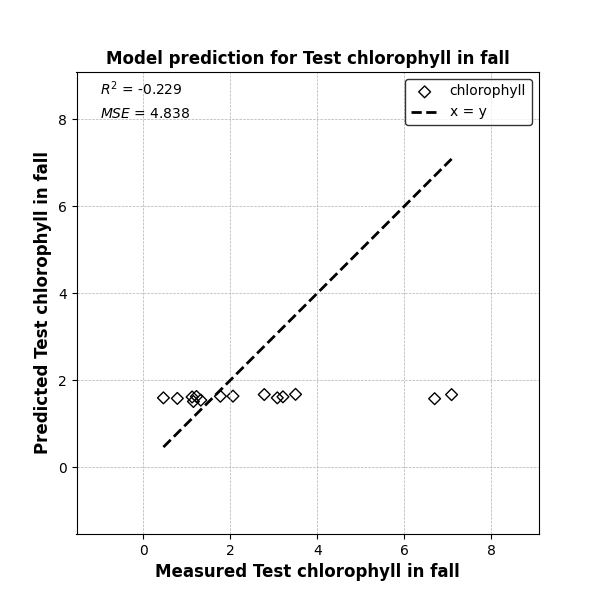 Model prediction for Test chlorophyll in fall
R² = -0.229
MSE = 4.838
chlorophyll
x = y
8
6
4
2
0
Predicted Test chlorophyll in fall
0 2 4 6 8
Measured Test chlorophyll in fall